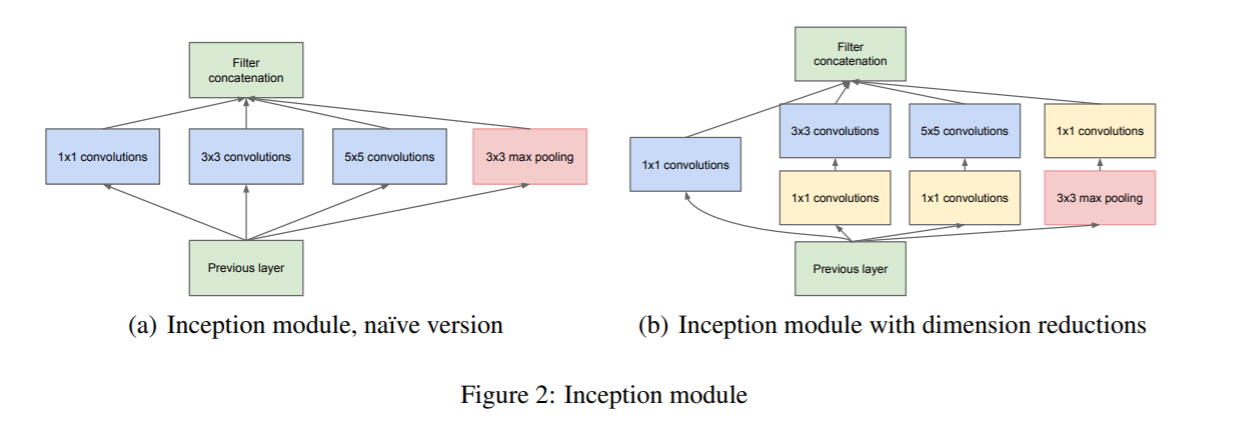 Filter
concatenation
1x1 convolutions
3x3 convolutions
5x5 convolutions
3x3 max pooling
Previous layer
(a) Inception module, naïve version
Filter
concatenation
1x1 convolutions
3x3 convolutions
5x5 convolutions
1x1 convolutions
1x1 convolutions
1x1 convolutions
3x3 max pooling
Previous layer
(b) Inception module with dimension reductions
Figure 2: Inception module